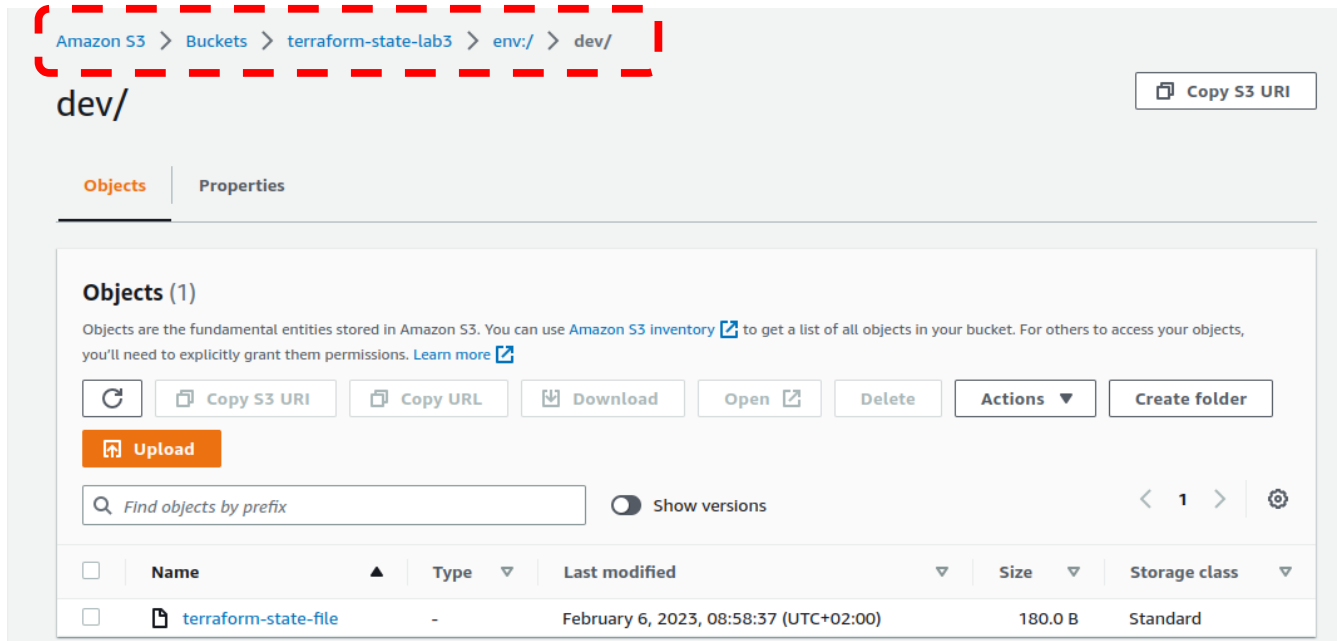 Amazon S3 > Buckets > terraform-state-lab3 > env:/ > dev/
dev/
Copy S3 URI
Objects Properties
Objects (1)
Objects are the fundamental entities stored in Amazon S3. You can use Amazon S3 inventory to get a list of all objects in your bucket. For others to access your objects,
you'll need to explicitly grant them permissions. Learn more
Copy S3 URI Copy URL Download Open Delete Actions Create folder
Upload
Find objects by prefix Show versions < 1 >
Name Type Last modified Size Storage class
terraform-state-file - February 6, 2023, 08:58:37 (UTC+02:00) 180.0 B Standard